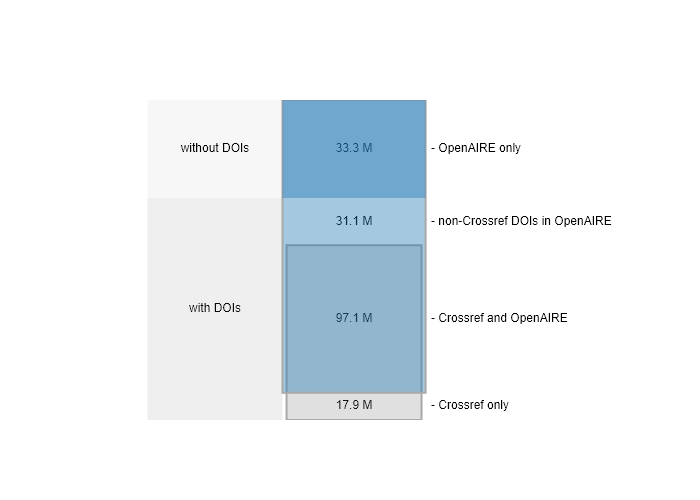 without DOIs 33.3 M - OpenAIRE only
31.1 M - non-Crossref DOIs in OpenAIRE
with DOIs
97.1 M - Crossref and OpenAIRE
17.9 M - Crossref only